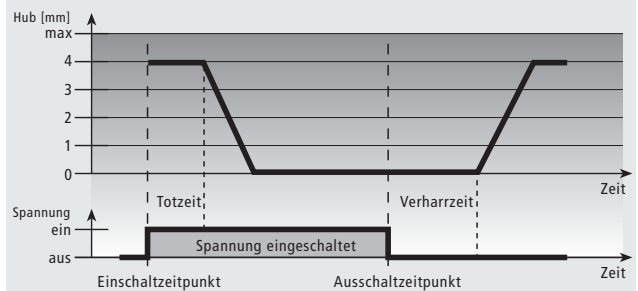 Hub [mm]
max
4
3
2
1
0
Zeit
Totzeit
Verharrzeit
Spannung
ein
Spannung eingeschaltet
aus
Zeit
Einschaltzeitpunkt
Ausschaltzeitpunkt